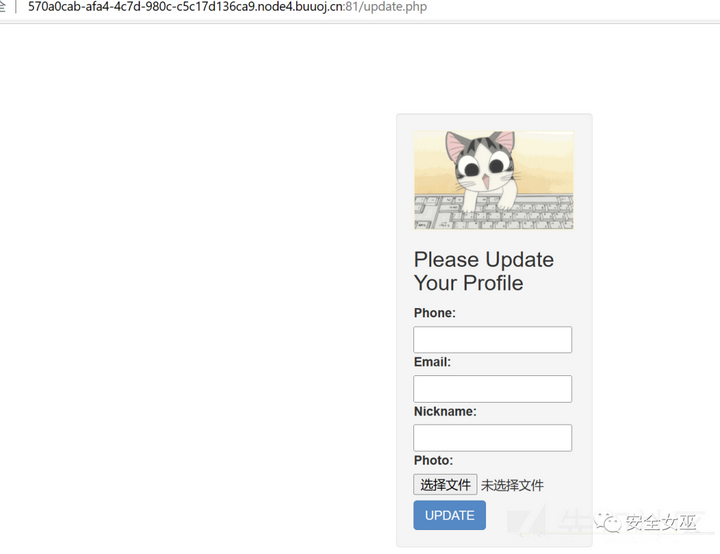 全 | 570a0cab-afa4-4c7d-980c-c5c17d136ca9.node4.buuoj.cn:81/update.php
Please Update
Your Profile
Phone:
Email:
Nickname:
Photo:
选择文件 未选择文件
UPDATE
安全女巫